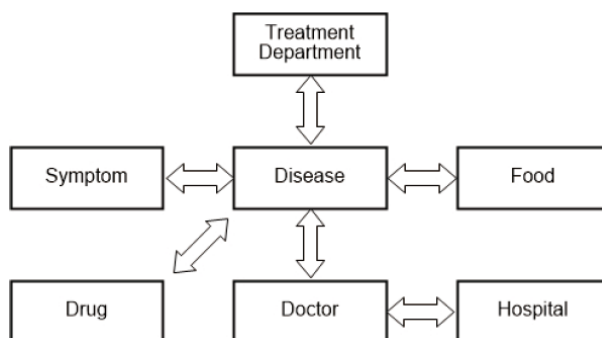 Treatment
Department
Symptom
Disease
Food
Drug
Doctor
Hospital